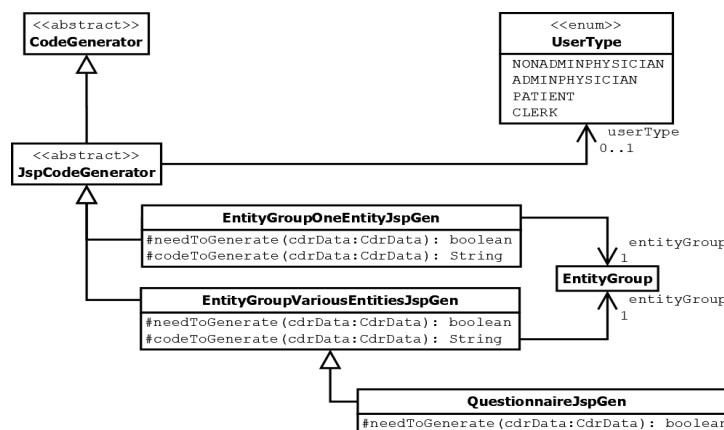 <<abstract>>
CodeGenerator
<<enum>>
UserType
NONADMINPHYSICIAN
ADMINPHYSICIAN
PATIENT
CLERK
userType
0..1
<<abstract>>
JspCodeGenerator
EntityGroupOneEntityJspGen
#needToGenerate(cdrData:CdrData): boolean
#codeToGenerate(cdrData:CdrData): String
entityGroup
1
EntityGroup
EntityGroupVariousEntitiesJspGen
#needToGenerate(cdrData:CdrData): boolean
#codeToGenerate(cdrData:CdrData): String
entityGroup
1
QuestionnaireJspGen
#needToGenerate(cdrData:CdrData): boolean